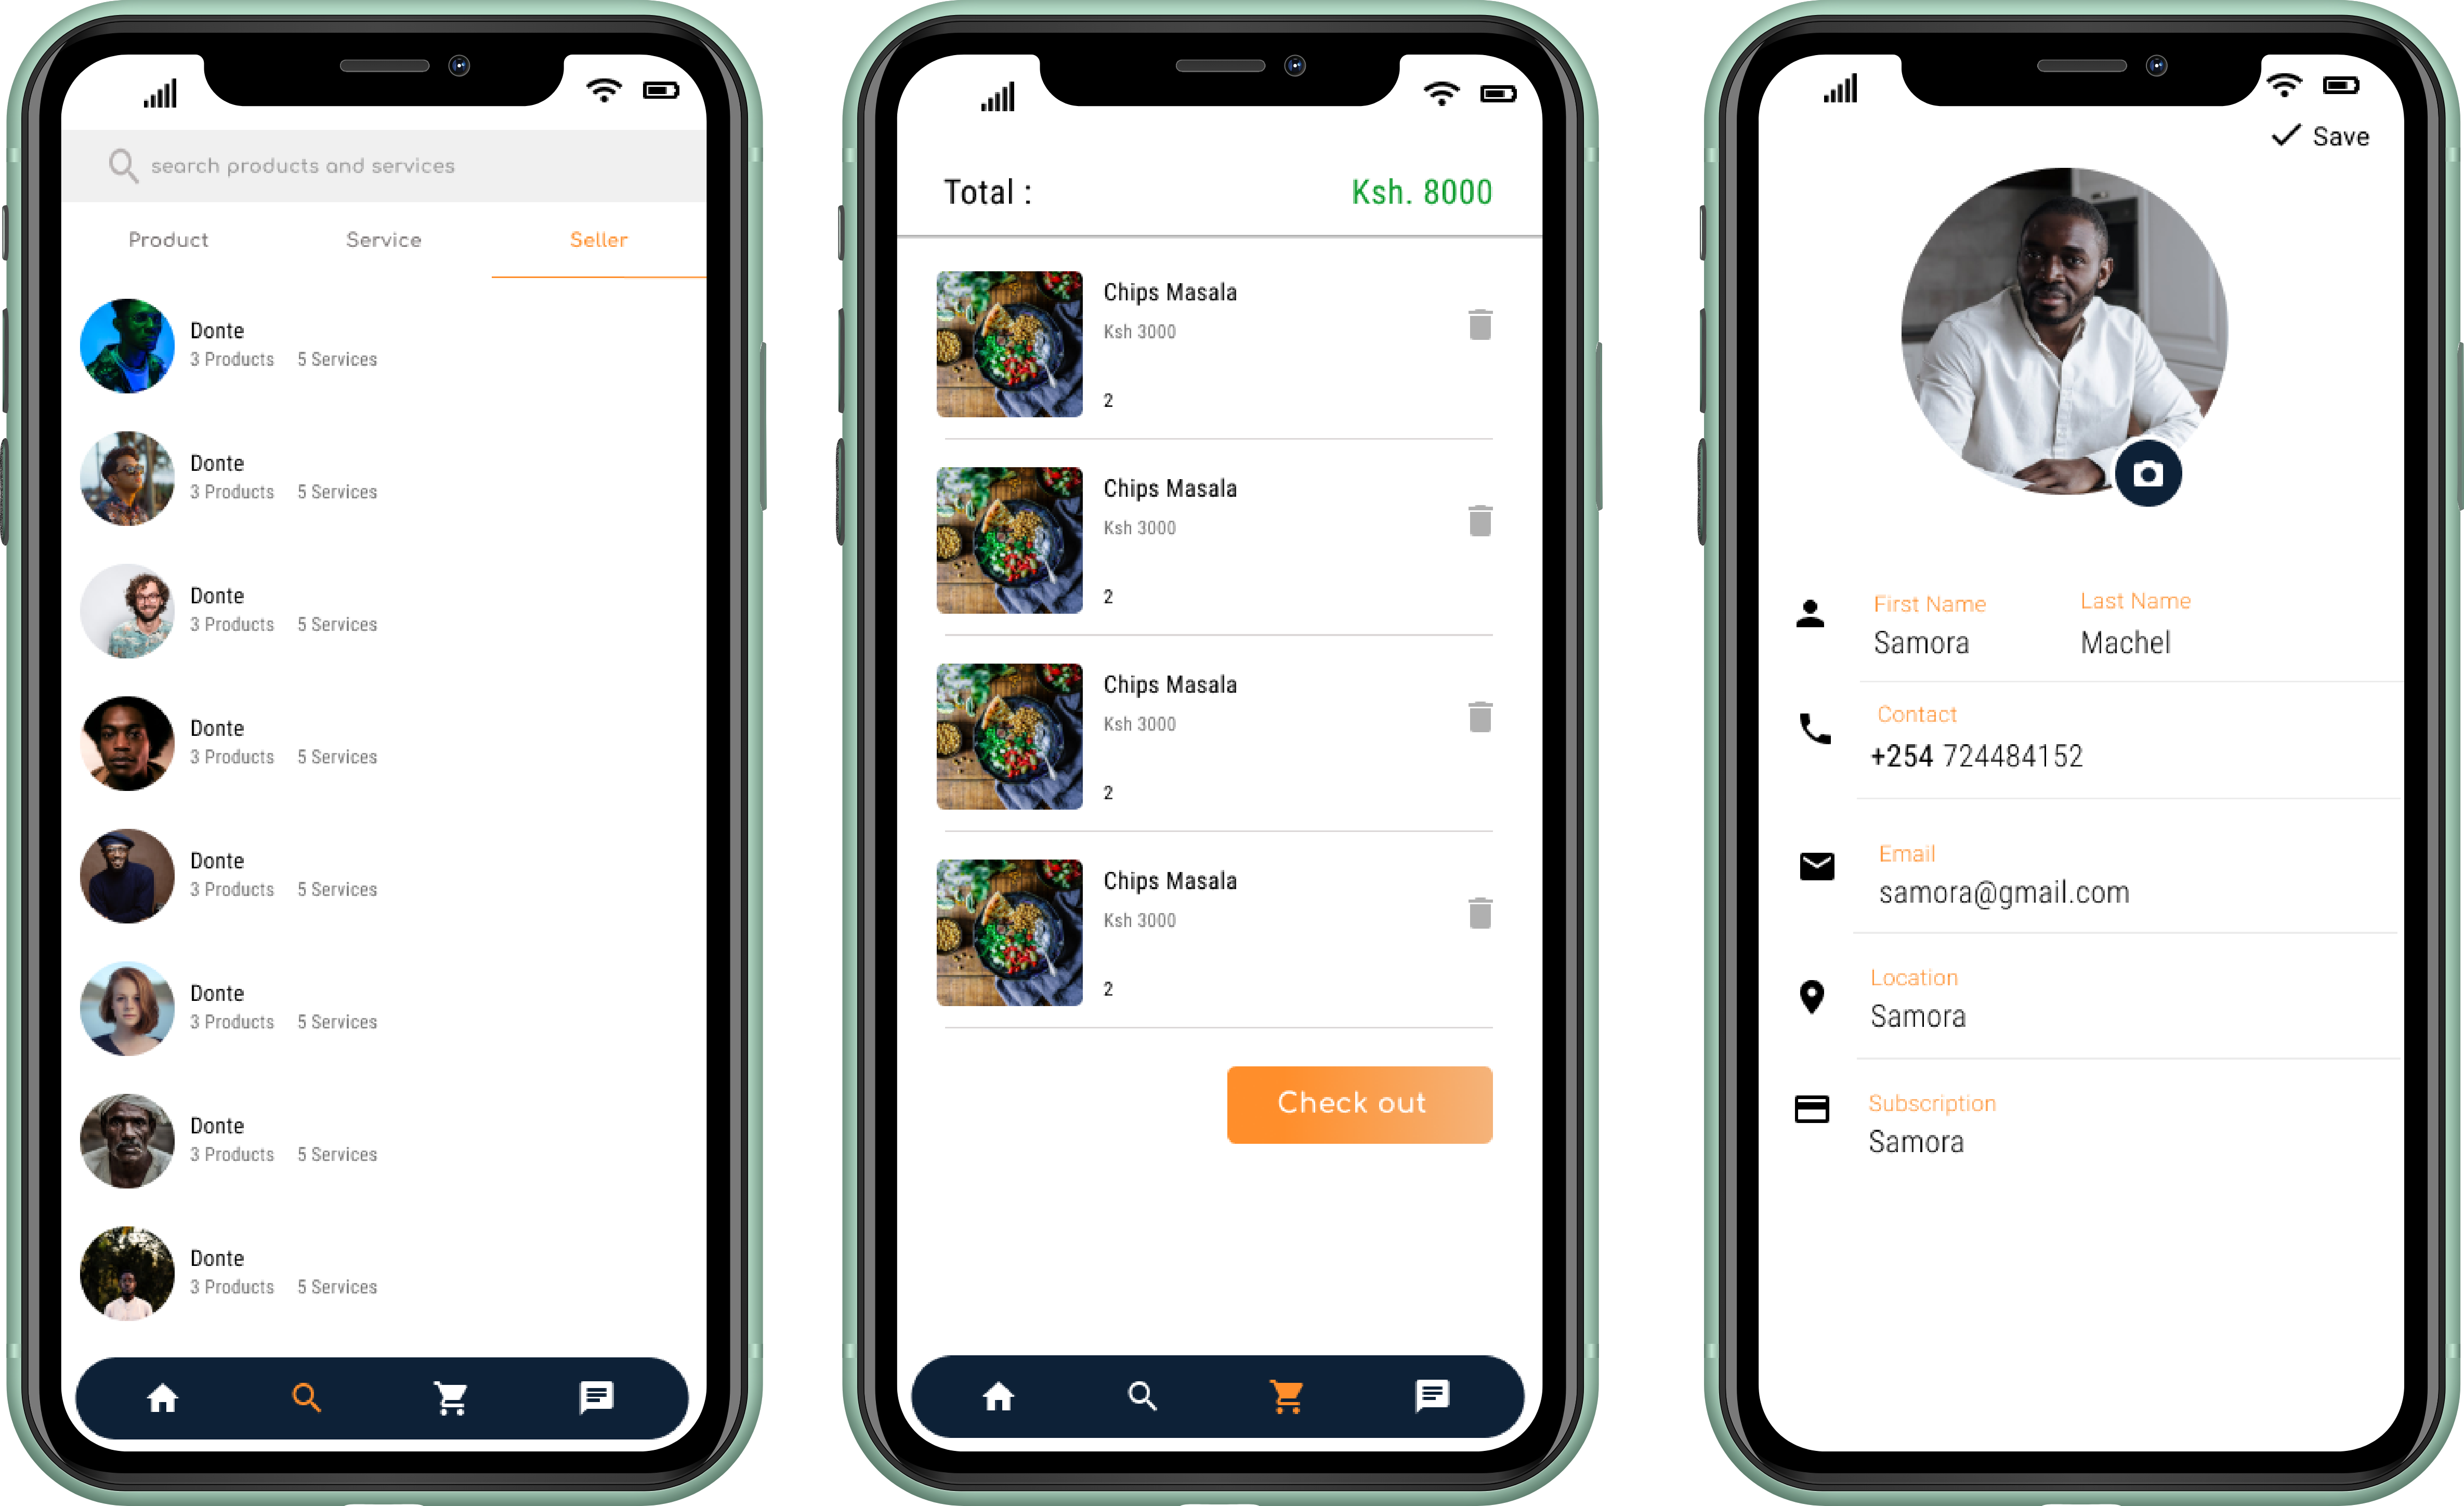 search products and services
Product Service Seller
Donte
3 Products 5 Services
Donte
3 Products 5 Services
Donte
3 Products 5 Services
Donte
3 Products 5 Services
Donte
3 Products 5 Services
Donte
3 Products 5 Services
Donte
3 Products 5 Services
Donte
3 Products 5 Services
Total : Ksh. 8000
Chips Masala
Ksh 3000
2
Chips Masala
Ksh 3000
2
Chips Masala
Ksh 3000
2
Chips Masala
Ksh 3000
2
Check out
Save
First Name Last Name
Samora Machel
Contact
+254 724484152
Email
samora@gmail.com
Location
Samora
Subscription
Samora